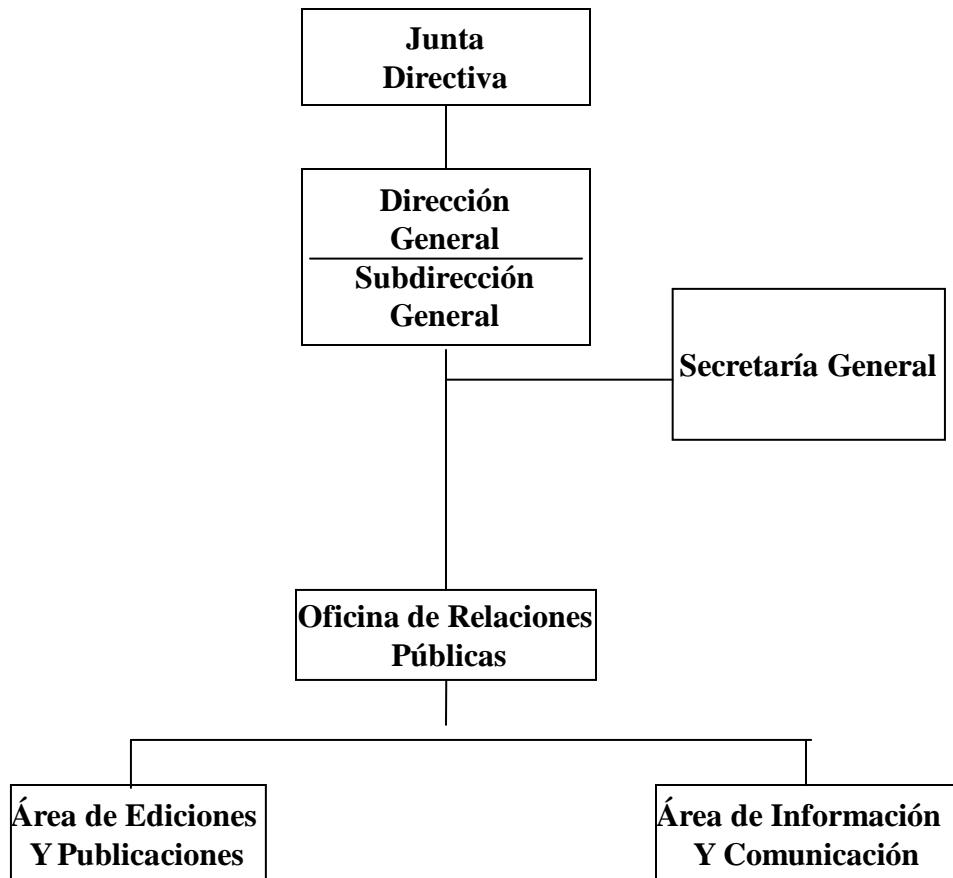 Junta
Directiva
Dirección
General
Subdirección
General
Secretaría General
Oficina de Relaciones
Públicas
Área de Ediciones
Y Publicaciones
Área de Información
Y Comunicación